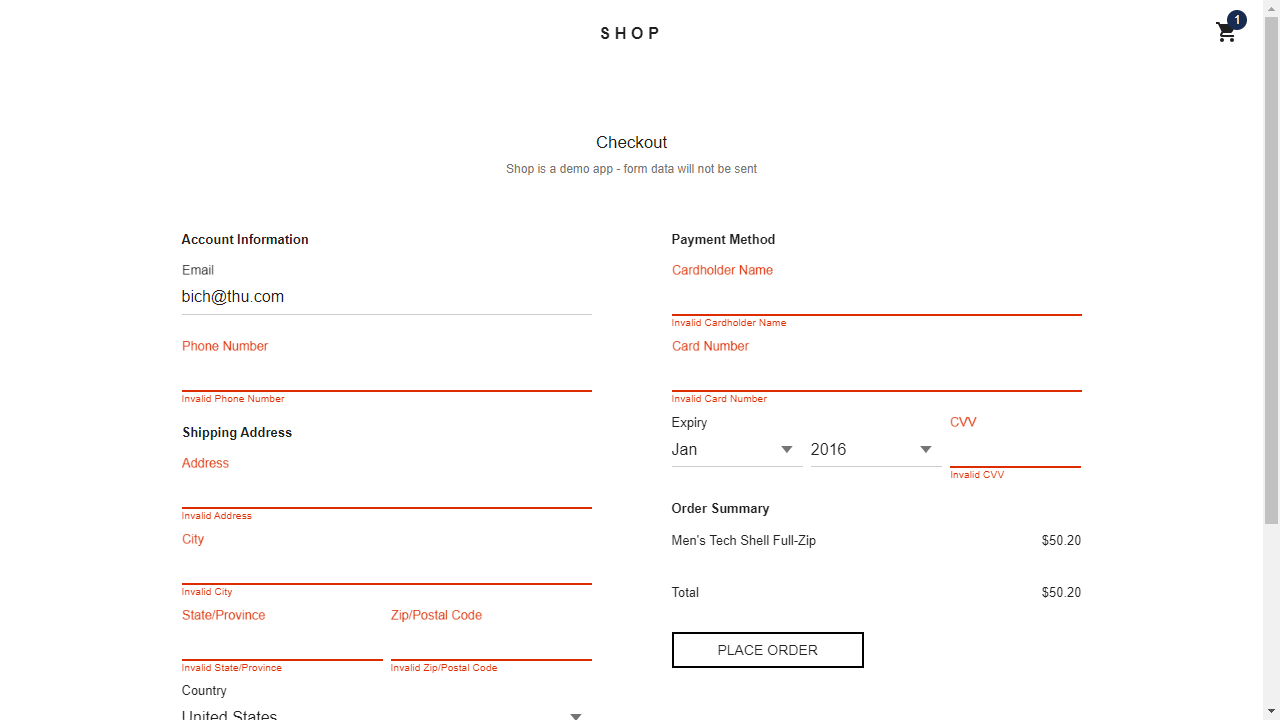 SHOP
1
Checkout
Shop is a demo app - form data will not be sent
Account Information
Email
bich@thu.com
Phone Number
Invalid Phone Number
Shipping Address
Address
Invalid Address
City
Invalid City
State/Province Zip/Postal Code
Invalid State/Province Invalid Zip/Postal Code
Country
United States
Payment Method
Cardholder Name
Invalid Cardholder Name
Card Number
Invalid Card Number
Expiry CVV
Jan 2016
Invalid CVV
Order Summary
Men's Tech Shell Full-Zip $50.20
Total $50.20
PLACE ORDER